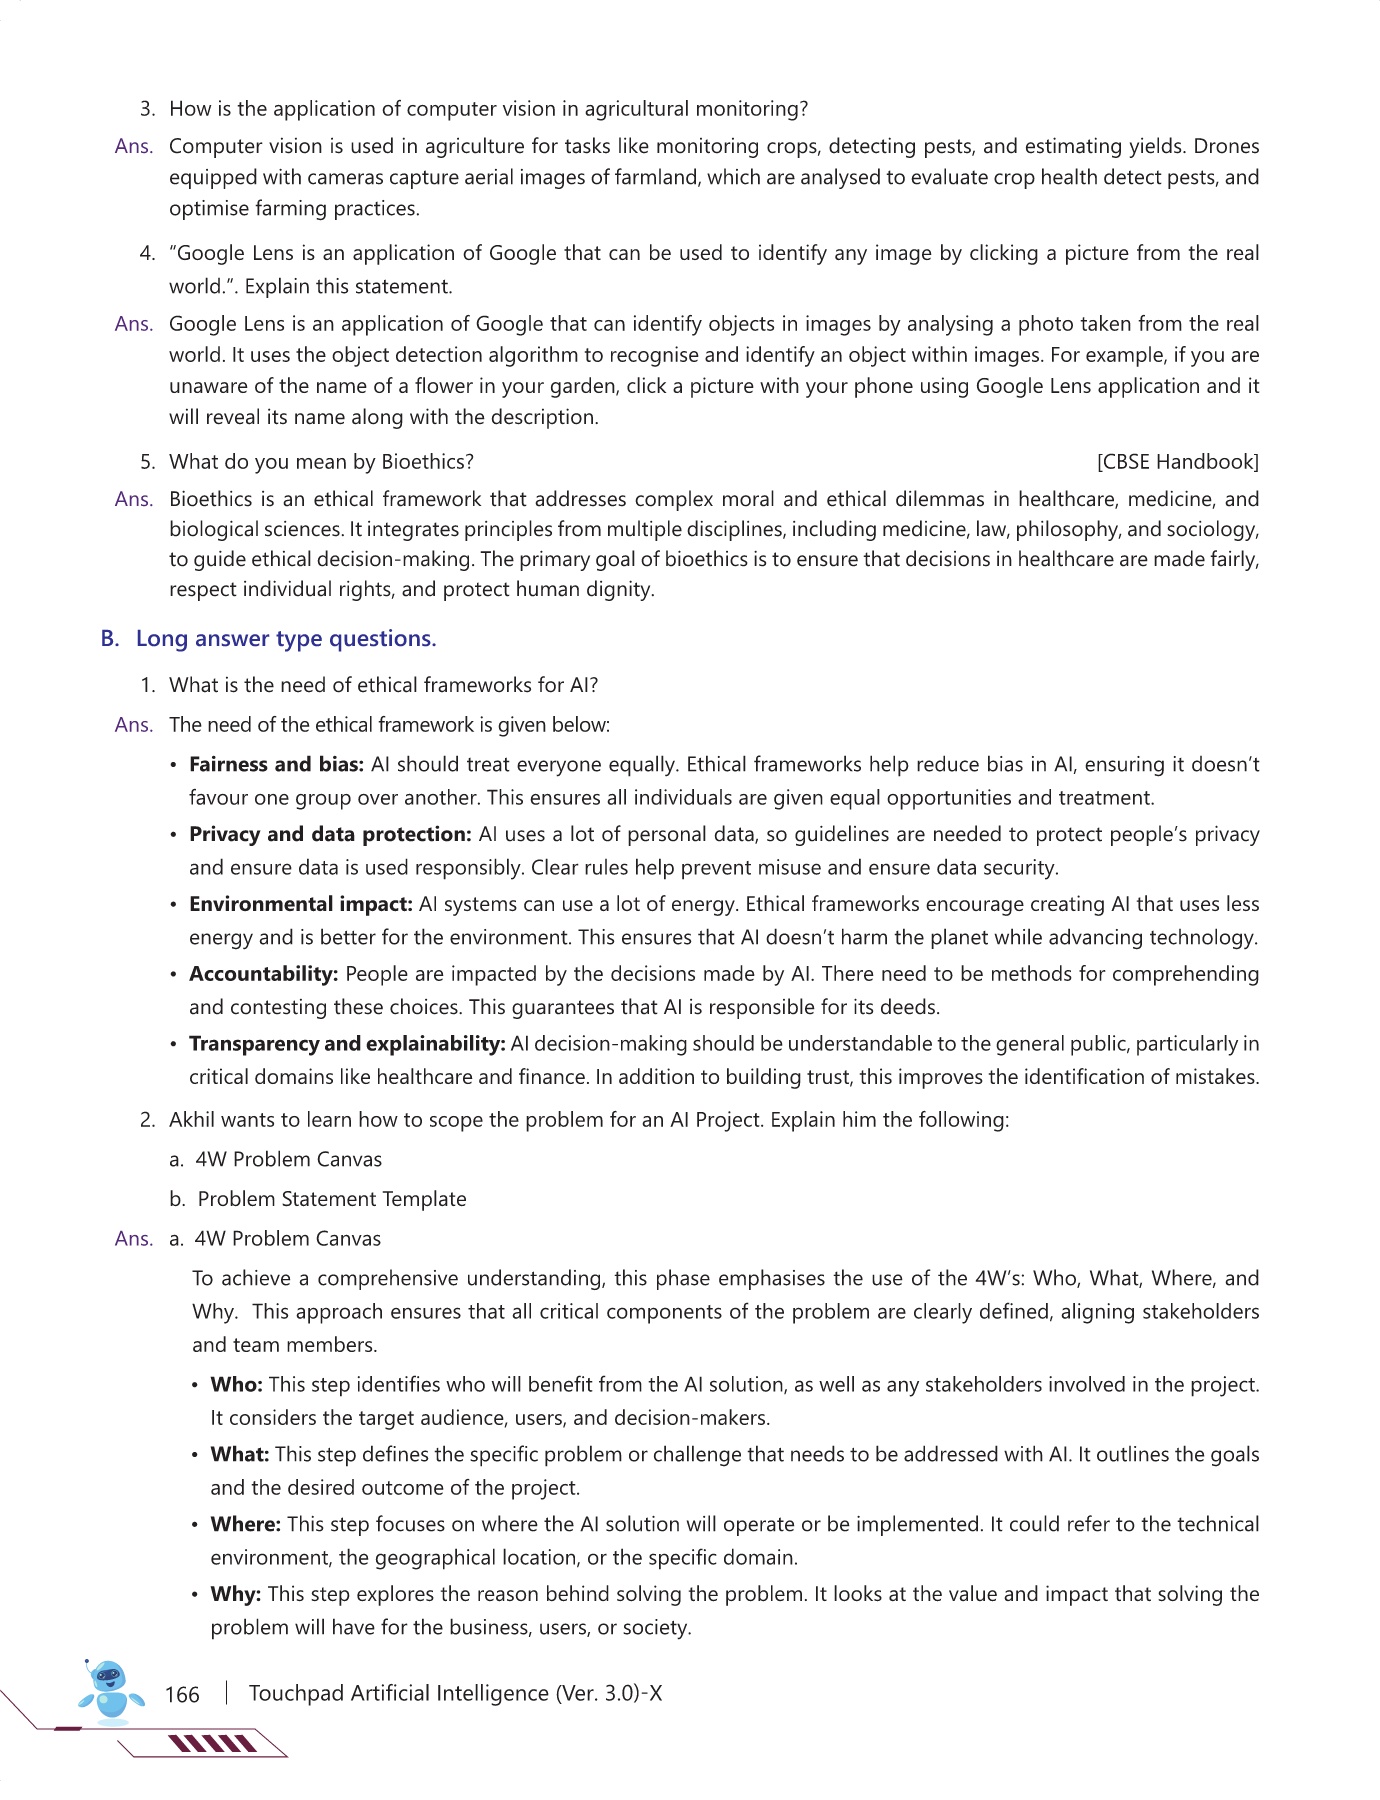 3. How is the application of computer vision in agricultural monitoring?
Ans. Computer vision is used in agriculture for tasks like monitoring crops, detecting pests, and estimating yields. Drones
equipped with cameras capture aerial images of farmland, which are analysed to evaluate crop health detect pests, and
optimise farming practices.
4. “Google Lens is an application of Google that can be used to identify any image by clicking a picture from the real
world.”. Explain this statement.
Ans. Google Lens is an application of Google that can identify objects in images by analysing a photo taken from the real
world. It uses the object detection algorithm to recognise and identify an object within images. For example, if you are
unaware of the name of a flower in your garden, click a picture with your phone using Google Lens application and it
will reveal its name along with the description.
5. What do you mean by Bioethics? [CBSE Handbook]
Ans. Bioethics is an ethical framework that addresses complex moral and ethical dilemmas in healthcare, medicine, and
biological sciences. It integrates principles from multiple disciplines, including medicine, law, philosophy, and sociology,
to guide ethical decision-making. The primary goal of bioethics is to ensure that decisions in healthcare are made fairly,
respect individual rights, and protect human dignity.
B. Long answer type questions.
1. What is the need of ethical frameworks for AI?
Ans. The need of the ethical framework is given below:
• Fairness and bias: AI should treat everyone equally. Ethical frameworks help reduce bias in AI, ensuring it doesn’t
favour one group over another. This ensures all individuals are given equal opportunities and treatment.
• Privacy and data protection: AI uses a lot of personal data, so guidelines are needed to protect people’s privacy
and ensure data is used responsibly. Clear rules help prevent misuse and ensure data security.
• Environmental impact: AI systems can use a lot of energy. Ethical frameworks encourage creating AI that uses less
energy and is better for the environment. This ensures that AI doesn’t harm the planet while advancing technology.
• Accountability: People are impacted by the decisions made by AI. There need to be methods for comprehending
and contesting these choices. This guarantees that AI is responsible for its deeds.
• Transparency and explainability: AI decision-making should be understandable to the general public, particularly in
critical domains like healthcare and finance. In addition to building trust, this improves the identification of mistakes.
2. Akhil wants to learn how to scope the problem for an AI Project. Explain him the following:
a. 4W Problem Canvas
b. Problem Statement Template
Ans. a. 4W Problem Canvas
To achieve a comprehensive understanding, this phase emphasises the use of the 4W’s: Who, What, Where, and
Why. This approach ensures that all critical components of the problem are clearly defined, aligning stakeholders
and team members.
• Who: This step identifies who will benefit from the AI solution, as well as any stakeholders involved in the project.
It considers the target audience, users, and decision-makers.
• What: This step defines the specific problem or challenge that needs to be addressed with AI. It outlines the goals
and the desired outcome of the project.
• Where: This step focuses on where the AI solution will operate or be implemented. It could refer to the technical
environment, the geographical location, or the specific domain.
• Why: This step explores the reason behind solving the problem. It looks at the value and impact that solving the
problem will have for the business, users, or society.
166 | Touchpad Artificial Intelligence (Ver. 3.0)-X